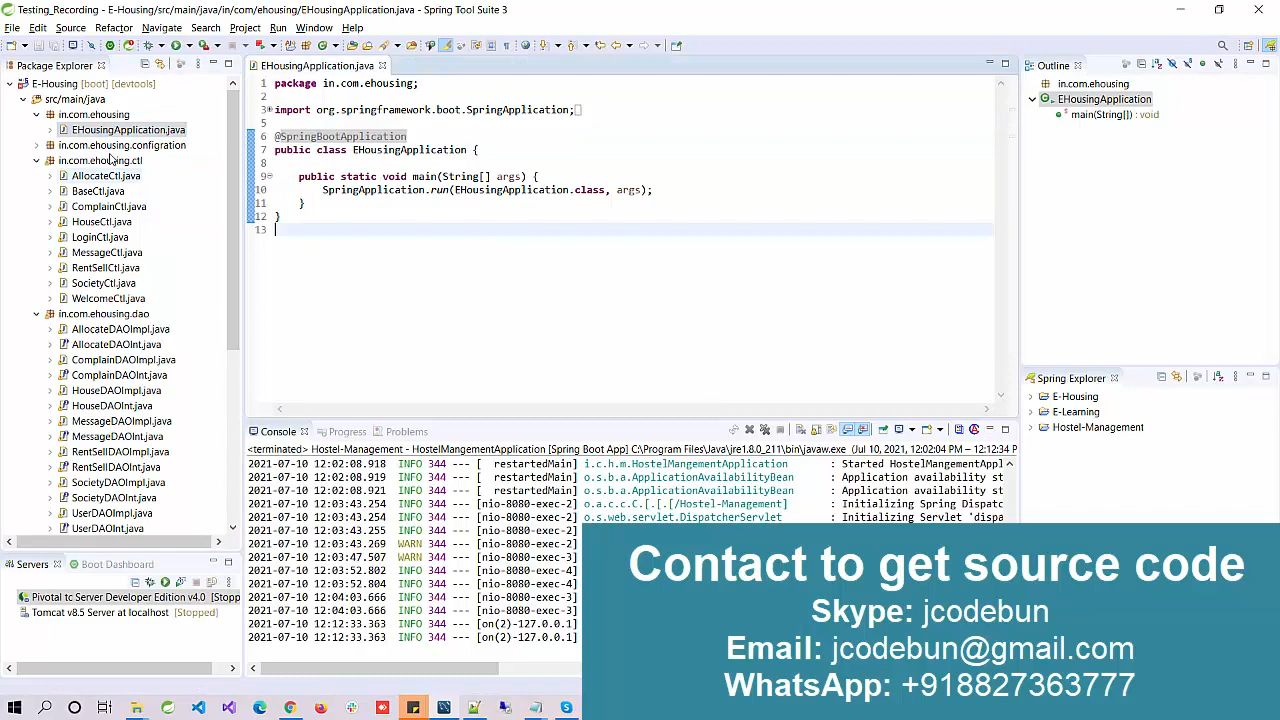 Testing_Recording - E-Housing/src/main/java/in/com/ehousing/EHousingApplication.java - Spring Tool Suite 3
File Edit Source Refactor Navigate Search Project Run Window Help
Package Explorer
E-Housing [boot] [devtools]
src/main/java
in.com.ehousing
EHousingApplication.java
in.com.ehousing.configration
in.com.ehousing.ctl
AllocateCtl.java
BaseCtl.java
ComplainCtl.java
HouseCtl.java
LoginCtl.java
MessageCtl.java
RentSellCtl.java
SocietyCtl.java
WelcomeCtl.java
in.com.ehousing.dao
AllocateDAOImpl.java
AllocateDAOInt.java
ComplainDAOImpl.java
ComplainDAOInt.java
HouseDAOImpl.java
HouseDAOInt.java
MessageDAOImpl.java
MessageDAOInt.java
RentSellDAOImpl.java
RentSellDAOInt.java
SocietyDAOImpl.java
SocietyDAOInt.java
UserDAOImpl.java
UserDAOInt.java
Servers Boot Dashboard
Pivotal tc Server Developer Edition v4.0 [Stopp
Tomcat v8.5 Server at localhost [Stopped]
EHousingApplication.java
1 package in.com.ehousing;
2
3 import org.springframework.boot.SpringApplication;
5
6 @SpringBootApplication
7 public class EHousingApplication {
8
9 public static void main(String[] args) {
10 SpringApplication.run(EHousingApplication.class, args);
11 }
12 }
13
Outline
in.com.ehousing
EHousingApplication
main(String[]) : void
Spring Explorer
E-Housing
E-Learning
Hostel-Management
Console Progress Problems
<terminated> Hostel-Management - HostelMangementApplication [Spring Boot App] C:\Program Files\Java\jre1.8.0_211\bin\javaw.exe (Jul 10, 2021, 12:02:04 PM – 12:12:34 P
2021-07-10 12:02:08.918 INFO 344 --- [ restartedMain] i.c.h.m.HostelMangementApplication : Started HostelMangementAppl
2021-07-10 12:02:08.919 INFO 344 --- [ restartedMain] o.s.b.a.ApplicationAvailabilityBean : Application availability st
2021-07-10 12:02:08.921 INFO 344 --- [ restartedMain] o.s.b.a.ApplicationAvailabilityBean : Application availability st
2021-07-10 12:03:43.254 INFO 344 --- [nio-8080-exec-2] o.a.c.c.C.[.[.[/Hostel-Management] : Initializing Spring Dispatc
2021-07-10 12:03:43.254 INFO 344 --- [nio-8080-exec-2] o.s.web.servlet.DispatcherServlet : Initializing Servlet 'dispa
2021-07-10 12:03:43.255 INFO 344 --- [nio-8080-exec-2]
2021-07-10 12:03:43.269 WARN 344 --- [nio-8080-exec-2]
2021-07-10 12:03:47.507 WARN 344 --- [nio-8080-exec-3]
2021-07-10 12:03:52.802 INFO 344 --- [nio-8080-exec-4]
2021-07-10 12:03:52.844 INFO 344 --- [nio-8080-exec-4]
2021-07-10 12:04:03.666 INFO 344 --- [nio-8080-exec-3]
2021-07-10 12:04:03.666 INFO 344 --- [nio-8080-exec-3]
2021-07-10 12:12:33.363 INFO 344 --- [on(2)-127.0.0.1]
2021-07-10 12:12:33.363 INFO 344 --- [on(2)-127.0.0.1]
Contact to get source code
Skype: jcodebun
Email: jcodebun@gmail.com
WhatsApp: +918827363777